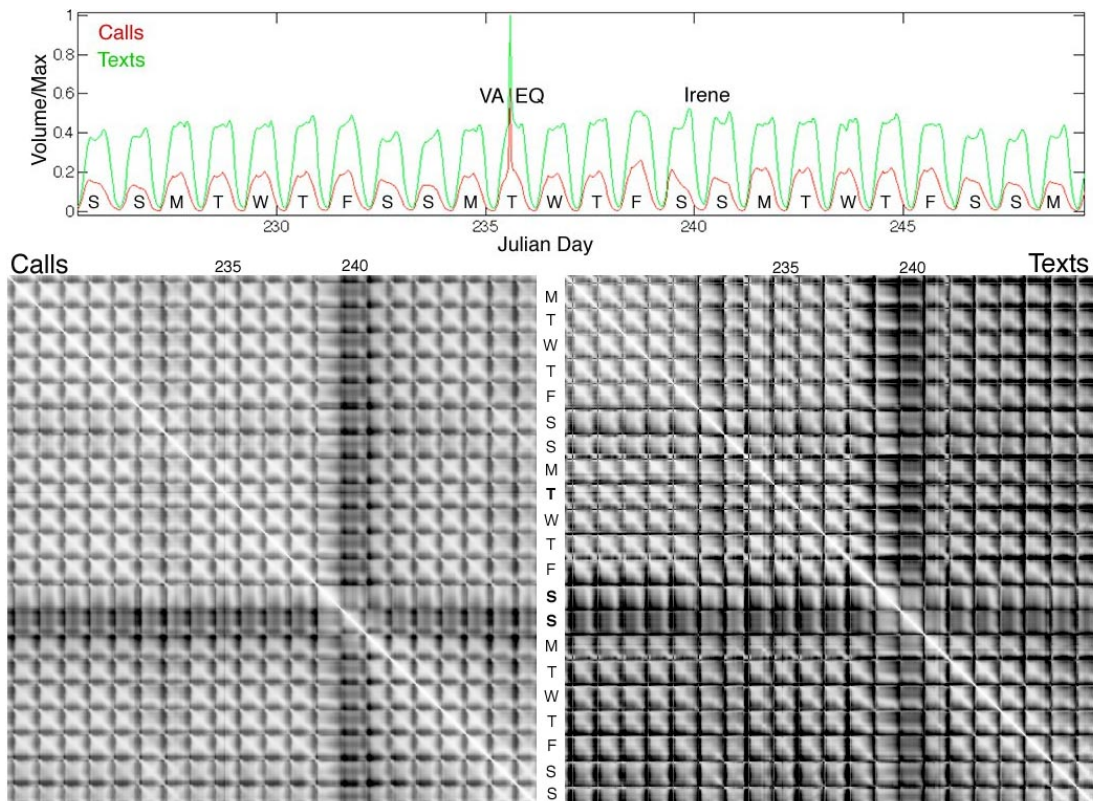 1
Calls
0.8
Texts
0.6
VA EQ
Irene
0.4
0.2
0
Volume/Max
S S M T W T F S S M T W T F S S M T W T F S S M
230 235 240 245
Julian Day
Calls 235 240
235 240 Texts
M
T
W
T
F
S
S
M
T
W
T
F
S
S
M
T
W
T
F
S
S